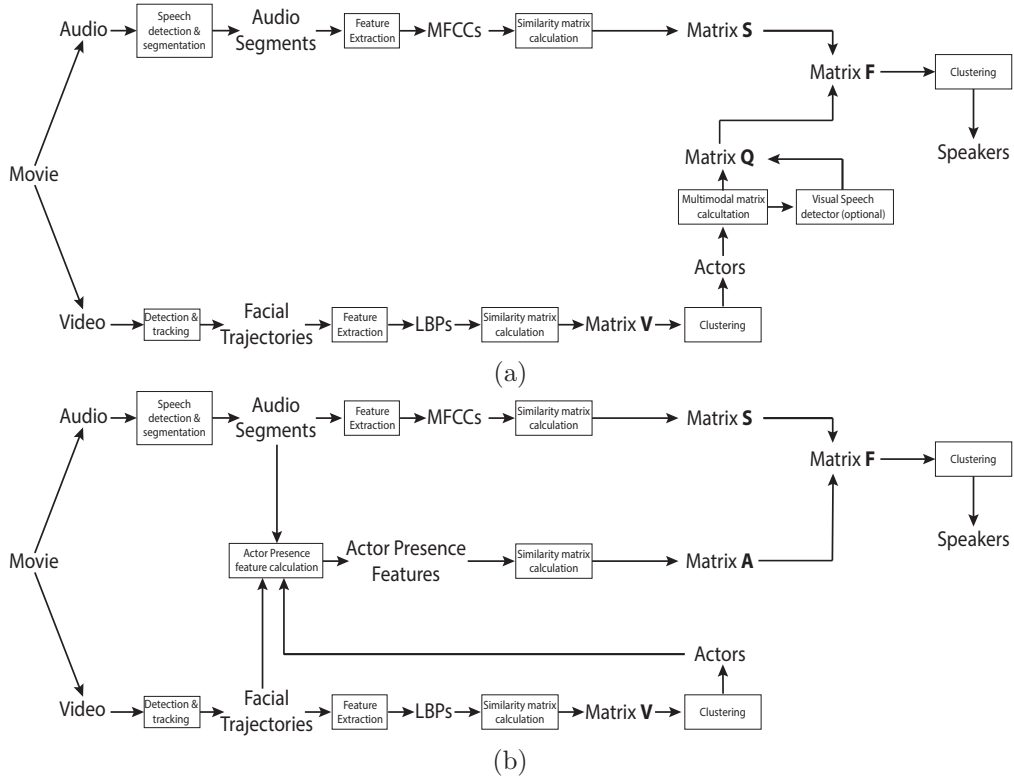 Audio
Speech
detection &
segmentation
Audio
Segments
Feature
Extraction
MFCCs
Similarity matrix
calculation
Matrix S
Matrix F
Clustering
Speakers
Movie
Matrix Q
Multimodal matrix
calcultation
Visual Speech
detector (optional)
Actors
Video
Detection &
tracking
Facial
Trajectories
Feature
Extraction
LBPs
Similarity matrix
calculation
Matrix V
Clustering
(a)
Audio
Speech
detection &
segmentation
Audio
Segments
Feature
Extraction
MFCCs
Similarity matrix
calculation
Matrix S
Matrix F
Clustering
Speakers
Movie
Actor Presence
feature calculation
Actor Presence
Features
Similarity matrix
calculation
Matrix A
Actors
Video
Detection &
tracking
Facial
Trajectories
Feature
Extraction
LBPs
Similarity matrix
calculation
Matrix V
Clustering
(b)